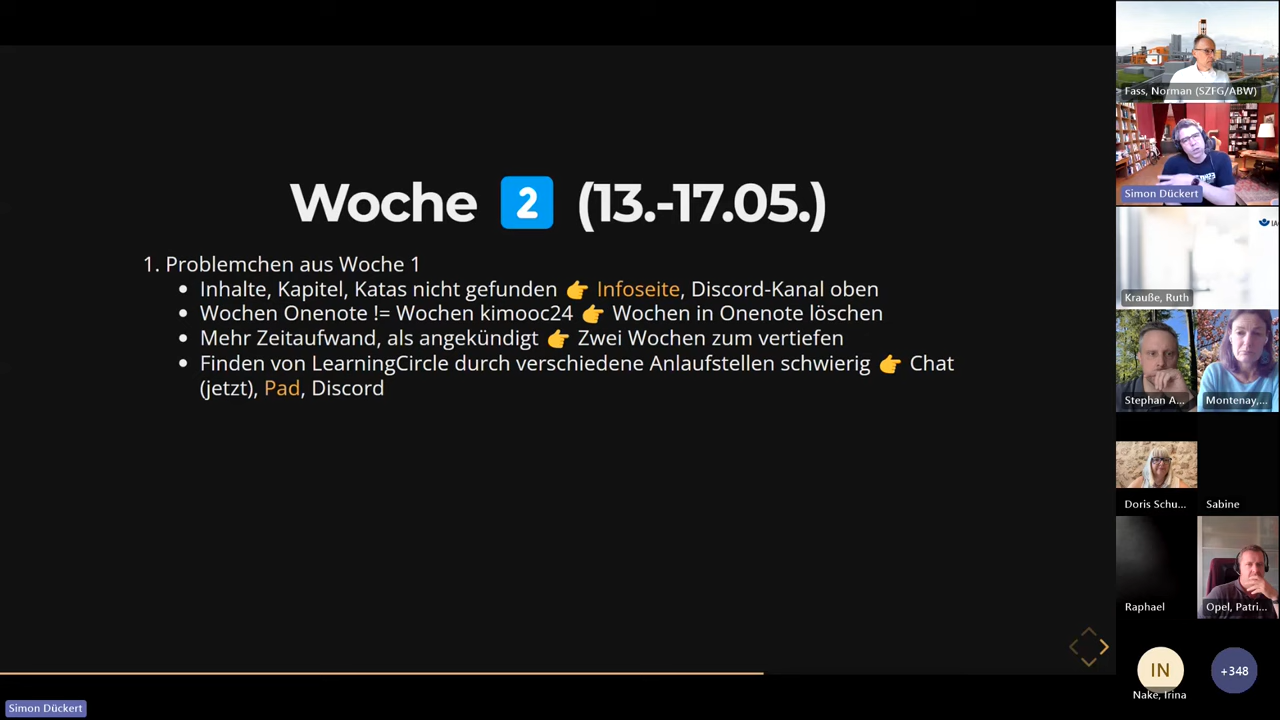 Woche 2 (13.-17.05.)
1. Problemchen aus Woche 1
Inhalte, Kapitel, Katas nicht gefunden 👉 Infoseite, Discord-Kanal oben
Wochen Onenote != Wochen kimooc24 👉 Wochen in Onenote löschen
Mehr Zeitaufwand, als angekündigt 👉 Zwei Wochen zum vertiefen
Finden von LearningCircle durch verschiedene Anlaufstellen schwierig 👉 Chat
(jetzt), Pad, Discord
Simon Dückert
Fass, Norman (SZFG/ABW)
Simon Dückert
Krauße, Ruth
Stephan A...
Montenay,...
Doris Schu...
Sabine
Raphael
Opel, Patri...
IN
Nake, Irina
+348